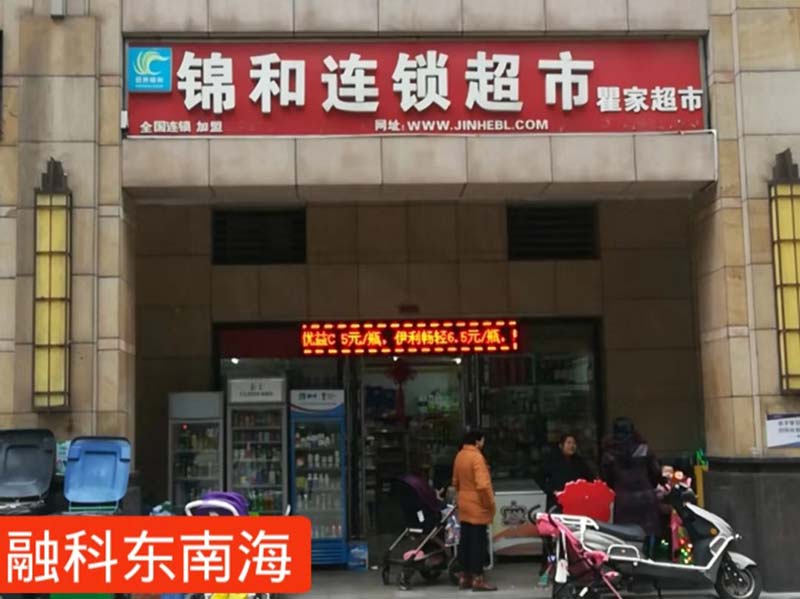 锦和连锁超市 瞿家超市
全国连锁 加盟 网址:WWW.JINHEBL.COM
优益C 5元/瓶,伊利畅轻6.5元/瓶,
融科东南海